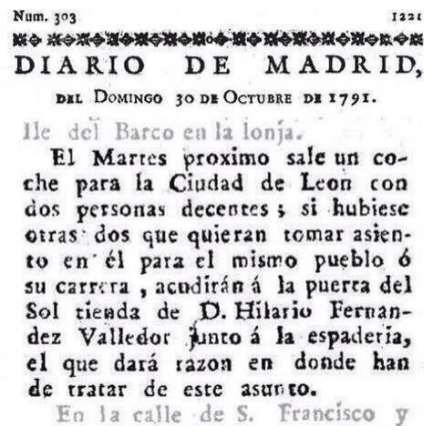 Num. 303 1221
DIARIO DE MADRID,
DEL DOMINGO 30 DE OCTUBRE DE 1791.
lle del Barco en la lonja.
El Martes proximo sale un co-
che para la Ciudad de Leon con
dos personas decentes ; si hubiese
otras dos que quieran tomar asien-
to en él para el mismo pueblo ó
su carrera , acudirán á la puerta del
Sol tienda de D. Hilario Fernan-
dez Valledor junto á la espaderia,
el que dará razon en donde han
de tratar de este asunto.
En la calle de S. Francisco y